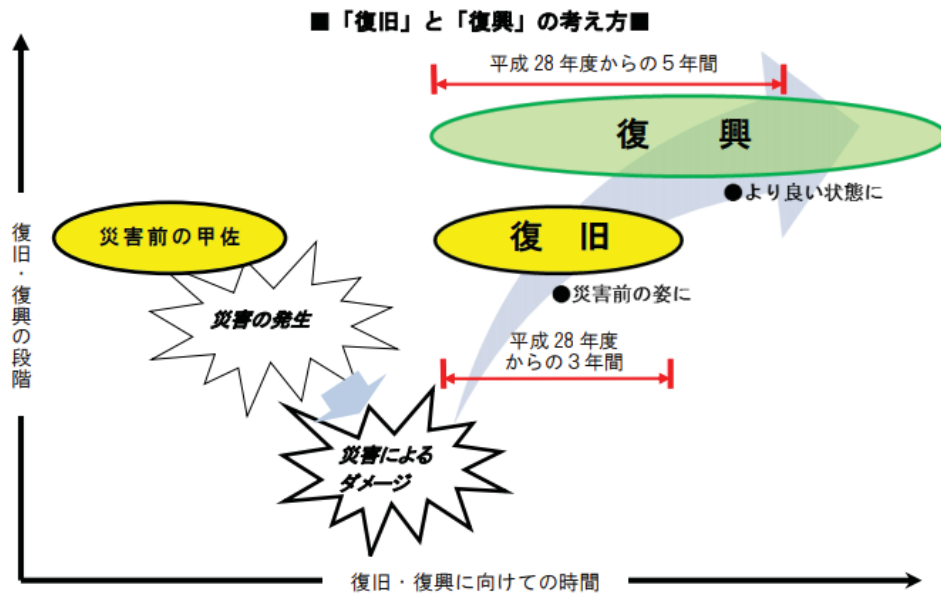 ■「復旧」と「復興」の考え方■
平成 28 年度からの５年間
復　興
●より良い状態に
災害前の甲佐
復　旧
●災害前の姿に
災害の発生
平成 28 年度
からの３年間
災害による
ダメージ
復旧・復興の段階
復旧・復興に向けての時間